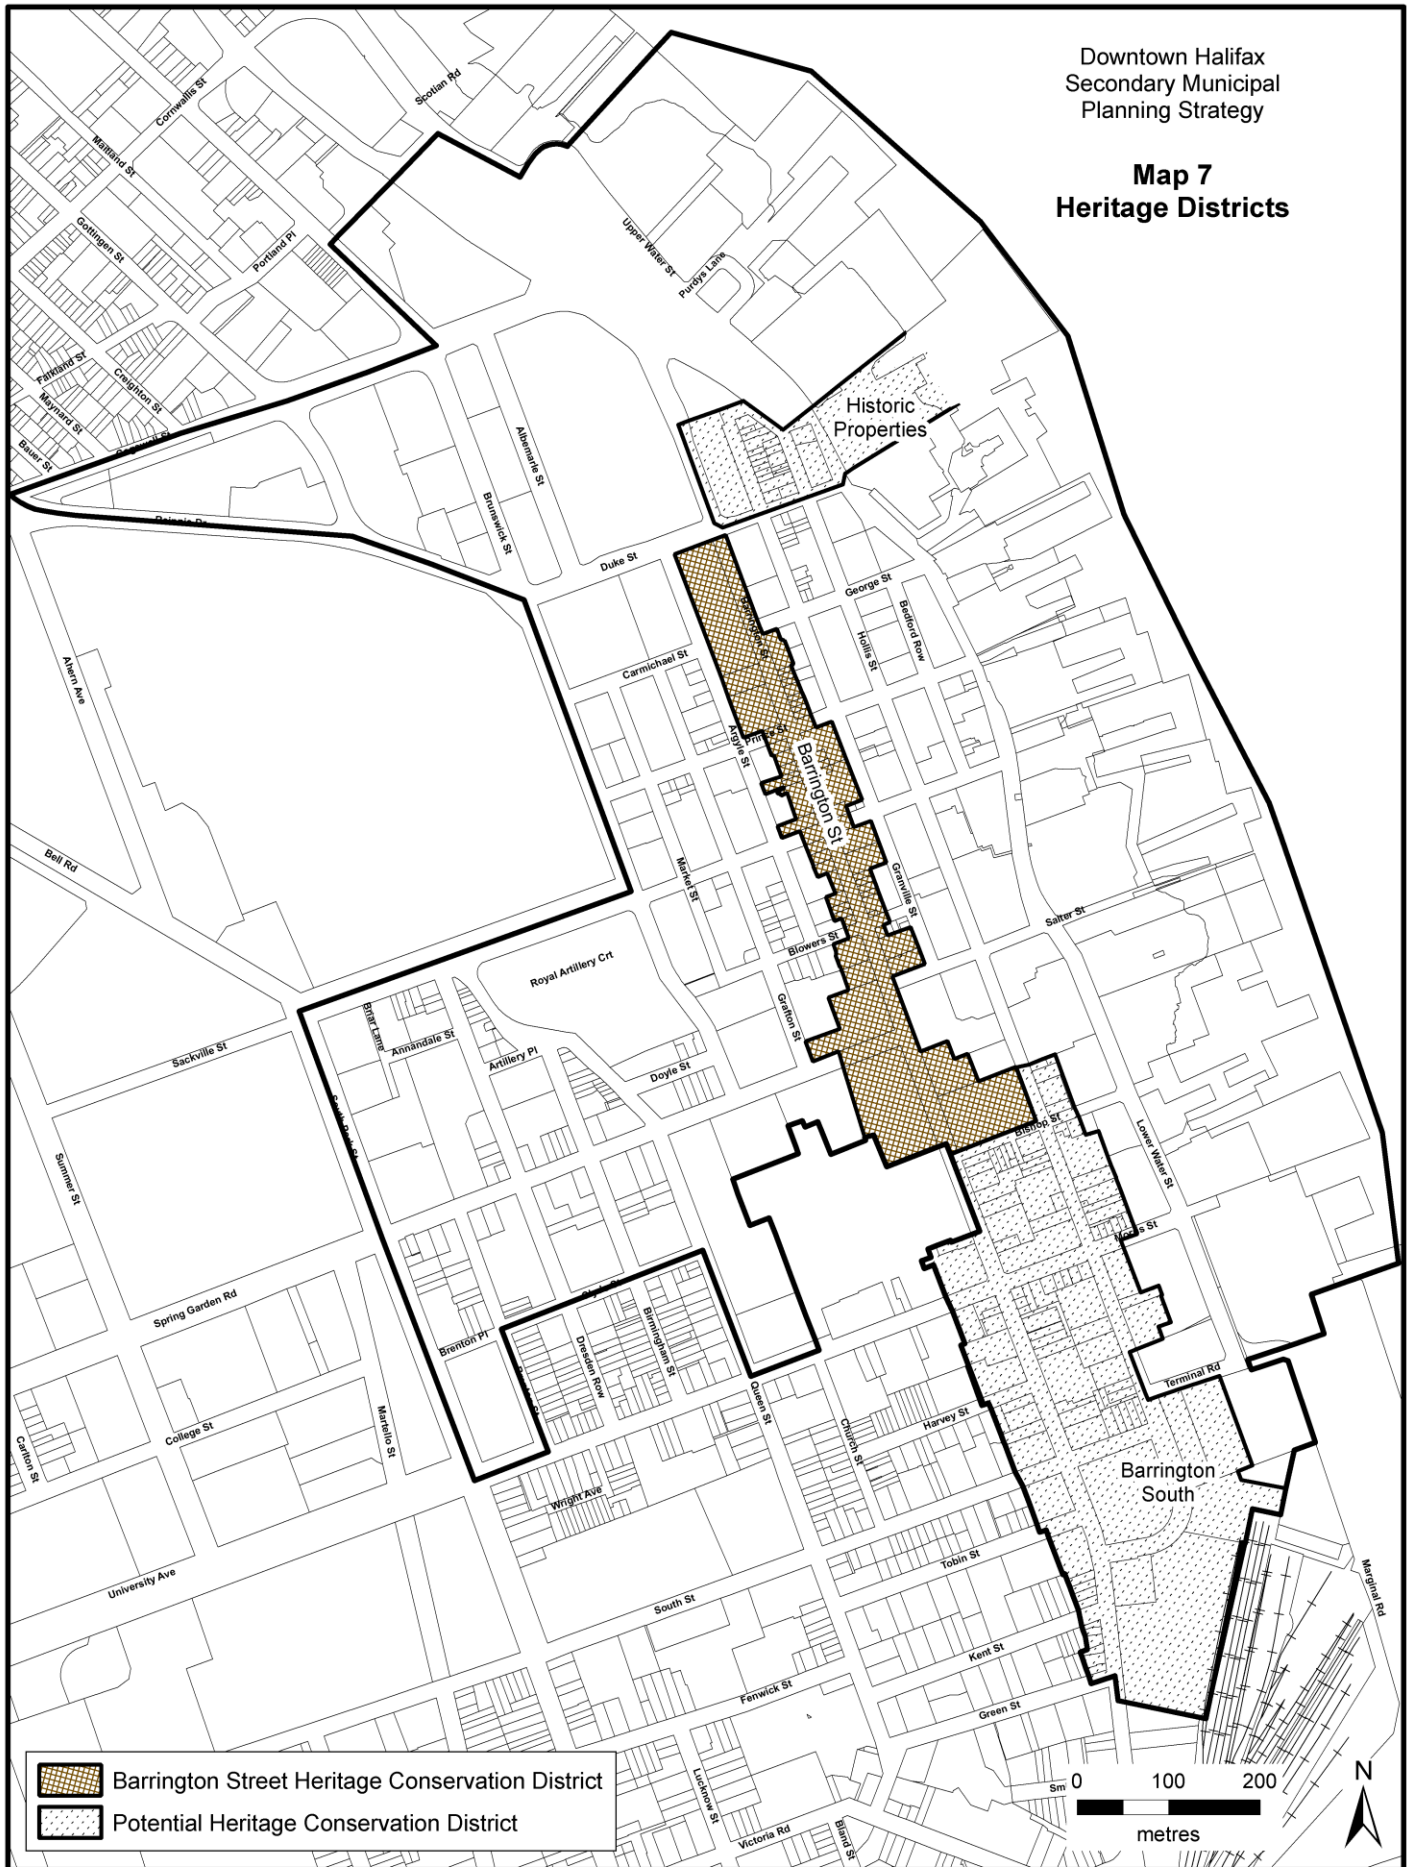 Downtown Halifax
Secondary Municipal
Planning Strategy
Map 7
Heritage Districts
Cornwallis St
Scotian Rd
Maitland St
Gottingen St
Portland Pl
Upper Water St
Purdys Lane
Falkland St
Creighton St
Maynard St
Bauer St
Historic
Properties
Albemarle St
Brunswick St
Duke St
George St
Barrington St
Bedford Row
Hollis St
Ahern Ave
Carmichael St
Argyle St
Barrington St
Bell Rd
Market St
Granville St
Salter St
Blowers St
Royal Artillery Crt
Grafton St
Briar Lane
Annandale St
Artillery Pl
Sackville St
Doyle St
Bishop St
Lower Water St
Summer St
Spring Garden Rd
Brenton Pl
Birmingham St
Dresden Row
Terminal Rd
Queen St
Harvey St
Church St
Martello St
College St
Carlton St
Barrington
South
Wright Ave
Tobin St
University Ave
South St
Marginal Rd
Kent St
Fenwick St
Green St
Lucknow St
Victoria Rd
Bland St
Sm
Barrington Street Heritage Conservation District
Potential Heritage Conservation District
0 100 200
metres
N